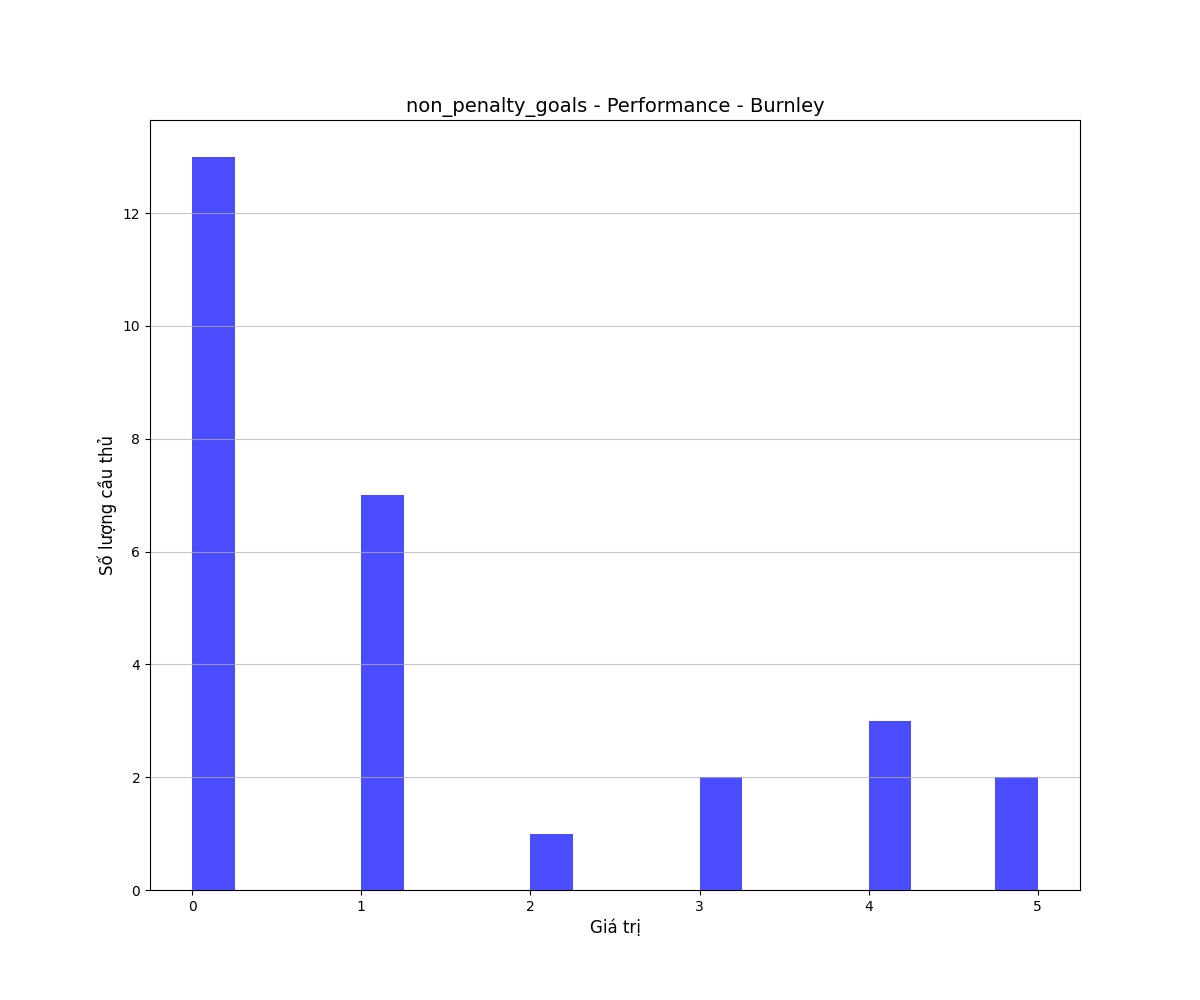 non_penalty_goals - Performance - Burnley
12
10
8
6
4
2
0
Số lượng cầu thủ
0 1 2 3 4 5
Giá trị